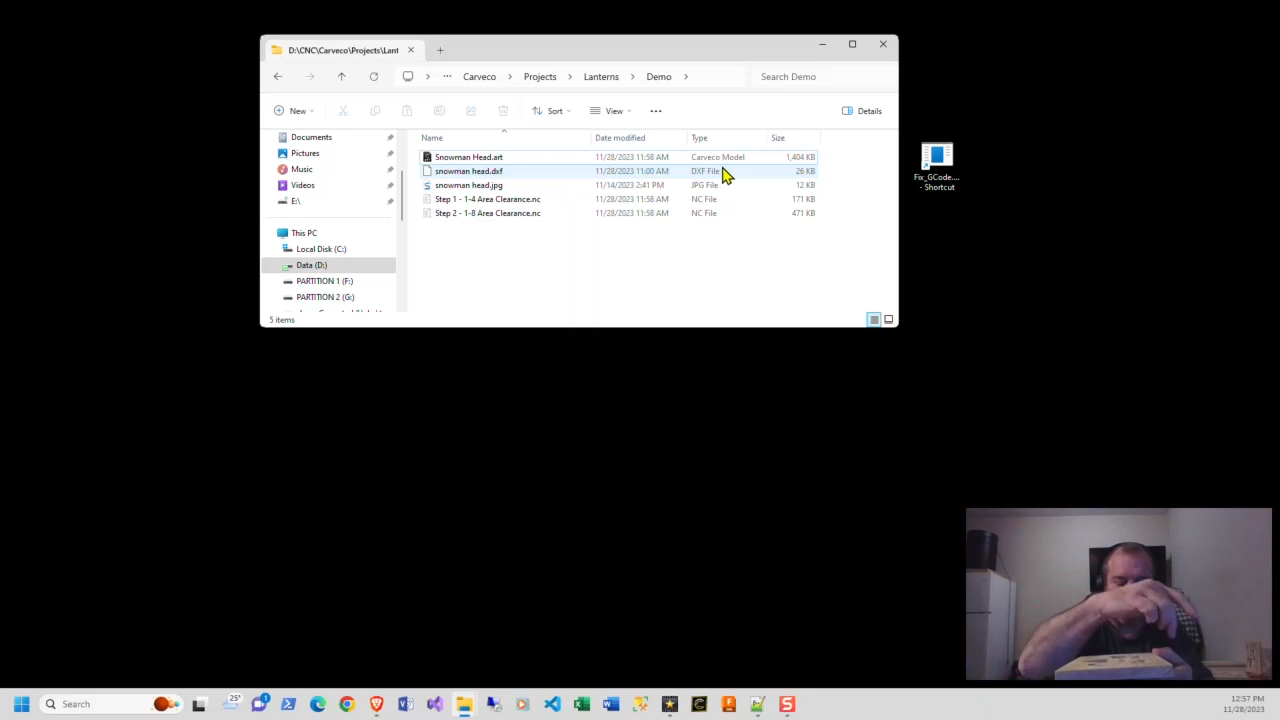 D:\CNC\Carveco\Projects\Lant
Carveco
Projects
Lanterns
Demo
Search Demo
New
Sort
View
Details
Documents
Pictures
Music
Videos
E:\
This PC
Local Disk (C:)
Data (D:)
PARTITION 1 (F:)
PARTITION 2 (G:)
Name Date modified Type Size
Snowman Head.art 11/28/2023 11:58 AM Carveco Model 1,404 KB
snowman head.dxf 11/28/2023 11:00 AM DXF File 26 KB
snowman head.jpg 11/14/2023 2:41 PM JPG File 12 KB
Step 1 - 1-4 Area Clearance.nc 11/28/2023 11:58 AM NC File 171 KB
Step 2 - 1-8 Area Clearance.nc 11/28/2023 11:58 AM NC File 471 KB
5 items
Fix_GCode....
- Shortcut
Search
25°
1
12:57 PM
11/28/2023